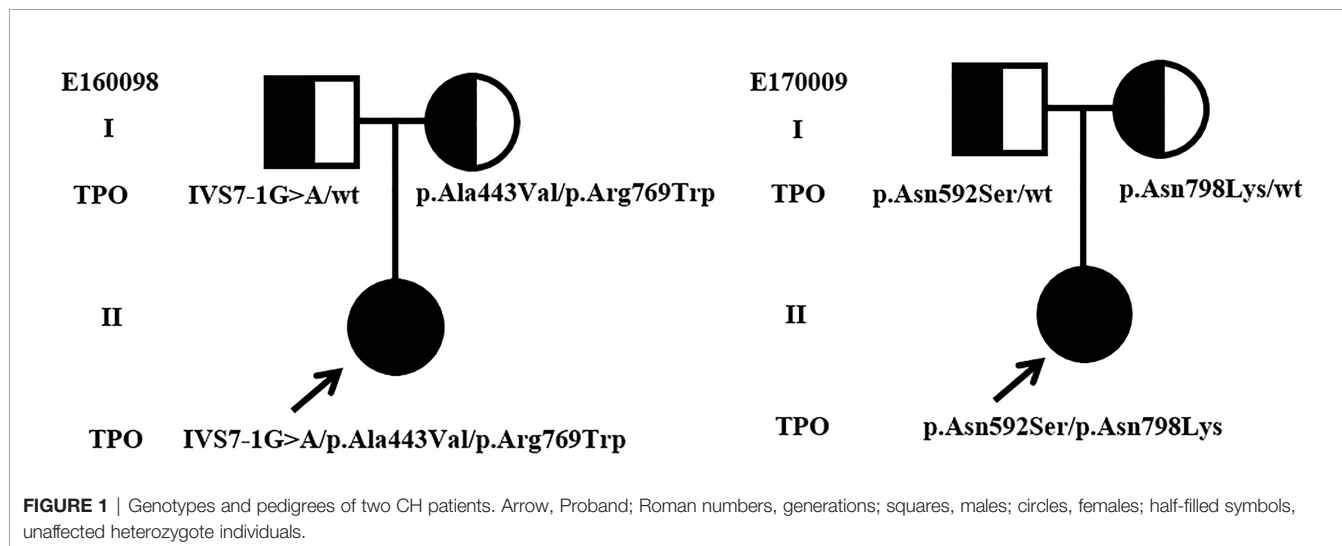 E160098
I
TPO IVS7-1G>A/wt p.Ala443Val/p.Arg769Trp
II
TPO IVS7-1G>A/p.Ala443Val/p.Arg769Trp
E170009
I
TPO p.Asn592Ser/wt p.Asn798Lys/wt
II
TPO p.Asn592Ser/p.Asn798Lys
FIGURE 1 | Genotypes and pedigrees of two CH patients. Arrow, Proband; Roman numbers, generations; squares, males; circles, females; half-filled symbols,
unaffected heterozygote individuals.